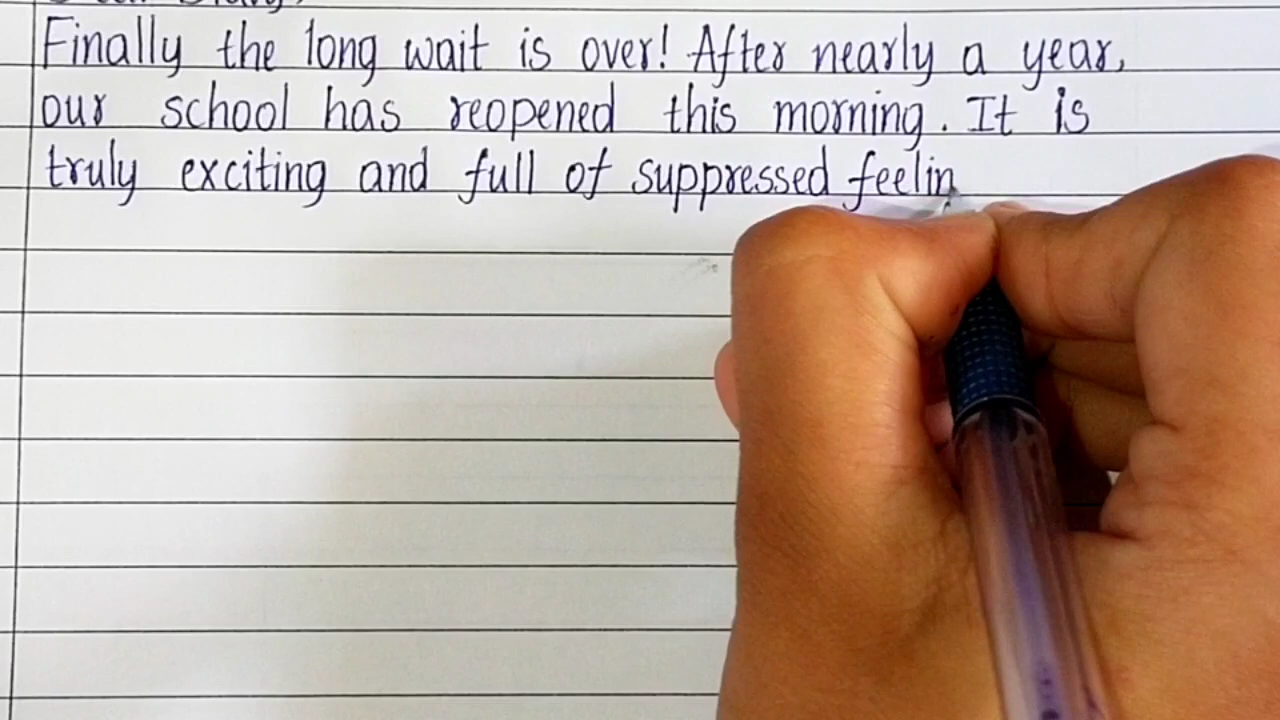 Finally the long wait is over! After nearly a year,
our school has reopened this morning. It is
truly exciting and full of suppressed feelin